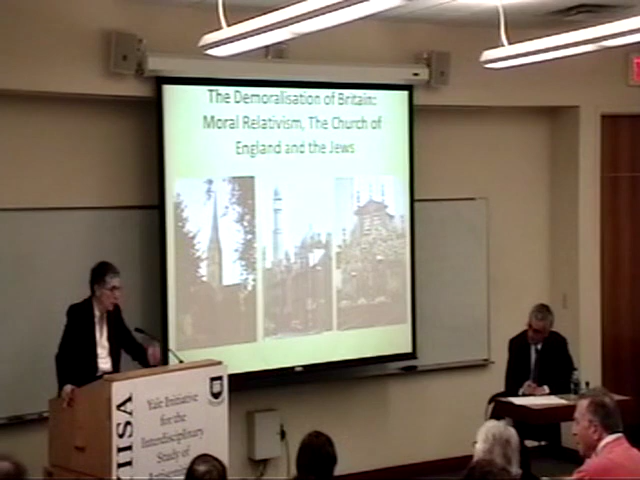 The Demoralisation of Britain:
Moral Relativism, The Church of
England and the Jews
YIISA
Yale Initiative
for the
Interdisciplinary
Study of
Antisemitism